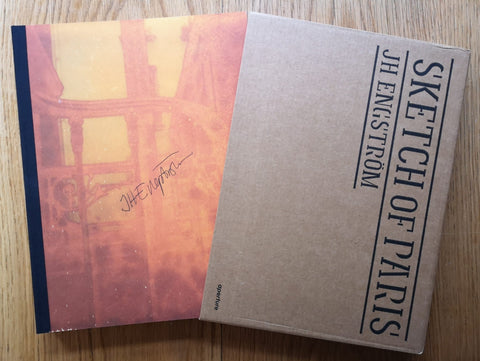 JH Engström
SKETCH OF PARIS
JH ENGSTRÖM
aperture